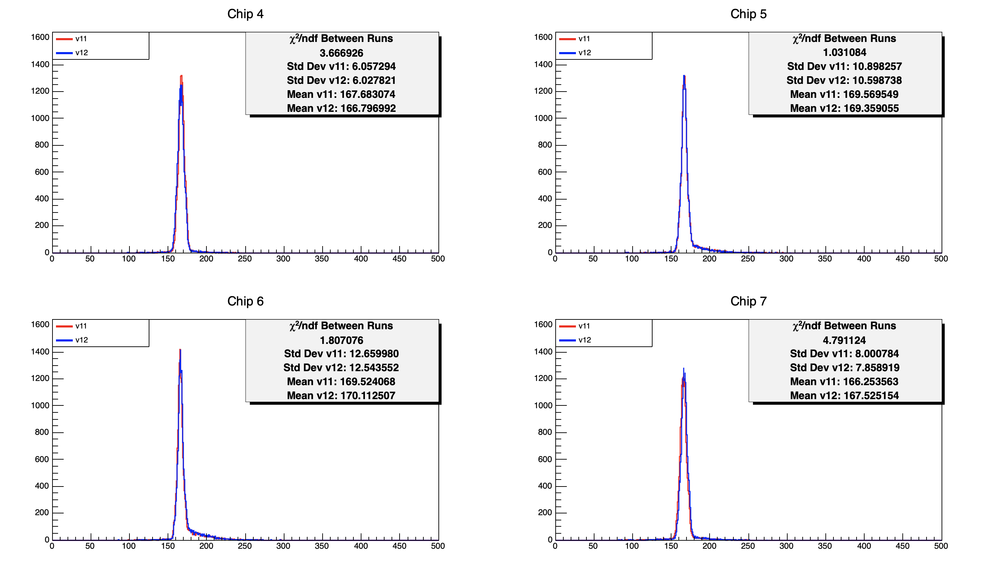 Chip 4
1600
1400
1200
1000
800
600
400
200
0
v11
v12
χ²/ndf Between Runs
3.666926
Std Dev v11: 6.057294
Std Dev v12: 6.027821
Mean v11: 167.683074
Mean v12: 166.796992
0 50 100 150 200 250 300 350 400 450 500
Chip 5
1600
1400
1200
1000
800
600
400
200
0
v11
v12
χ²/ndf Between Runs
1.031084
Std Dev v11: 10.898257
Std Dev v12: 10.598738
Mean v11: 169.569549
Mean v12: 169.359055
0 50 100 150 200 250 300 350 400 450 500
Chip 6
1600
1400
1200
1000
800
600
400
200
0
v11
v12
χ²/ndf Between Runs
1.807076
Std Dev v11: 12.659980
Std Dev v12: 12.543552
Mean v11: 169.524068
Mean v12: 170.112507
0 50 100 150 200 250 300 350 400 450 500
Chip 7
1600
1400
1200
1000
800
600
400
200
0
v11
v12
χ²/ndf Between Runs
4.791124
Std Dev v11: 8.000784
Std Dev v12: 7.858919
Mean v11: 166.253563
Mean v12: 167.525154
0 50 100 150 200 250 300 350 400 450 500